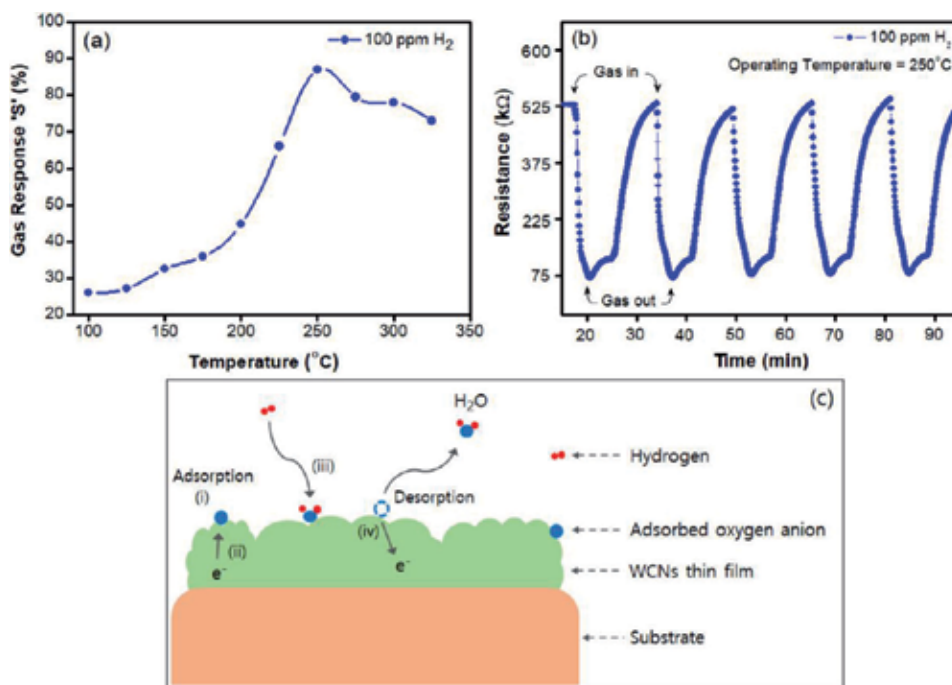 (a)
100 ppm H₂
Gas Response 'S' (%)
100
90
80
70
60
50
40
30
20
100 150 200 250 300 350
Temperature (°C)
(b)
100 ppm H₂
Operating Temperature = 250°C
Gas in
Gas out
Resistance (kΩ)
600
525
375
225
75
20 30 40 50 60 70 80 90
Time (min)
(c)
H₂O
Hydrogen
(iii)
Adsorption
(i)
Desorption
Adsorbed oxygen anion
(ii)
(iv)
e⁻
e⁻
WCNs thin film
Substrate